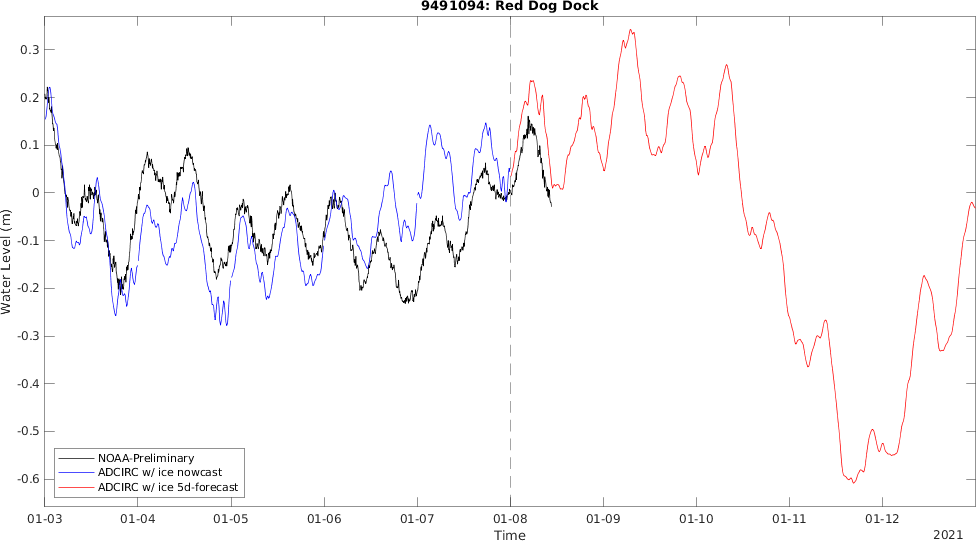 9491094: Red Dog Dock
Water Level (m)
0.3
0.2
0.1
0
-0.1
-0.2
-0.3
-0.4
-0.5
-0.6
NOAA-Preliminary
ADCIRC w/ ice nowcast
ADCIRC w/ ice 5d-forecast
01-03 01-04 01-05 01-06 01-07 01-08 01-09 01-10 01-11 01-12
Time
2021